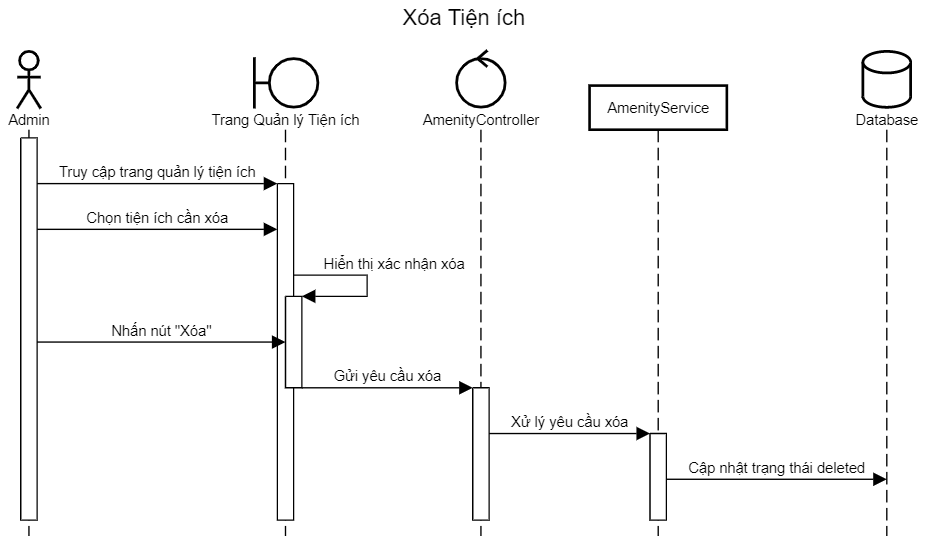 Xóa Tiện ích
Admin
Trang Quản lý Tiện ích
AmenityController
AmenityService
Database
Truy cập trang quản lý tiện ích
Chọn tiện ích cần xóa
Hiển thị xác nhận xóa
Nhấn nút "Xóa"
Gửi yêu cầu xóa
Xử lý yêu cầu xóa
Cập nhật trạng thái deleted